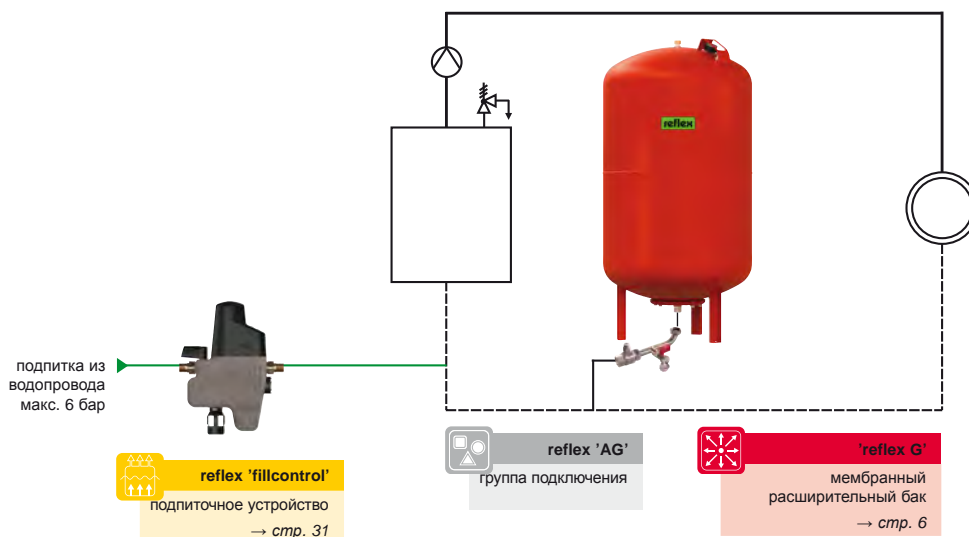 reflex
подпитка из
водопровода
макс. 6 бар
reflex 'fillcontrol'
подпиточное устройство
→ стр. 31
reflex 'AG'
группа подключения
'reflex G'
мембранный
расширительный бак
→ стр. 6